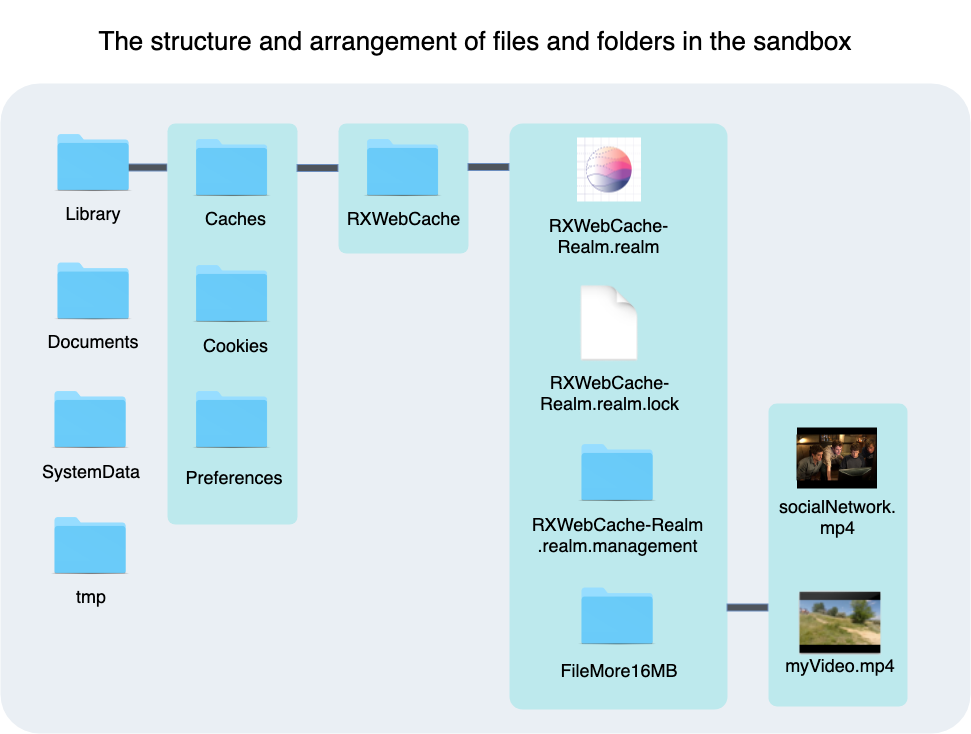 The structure and arrangement of files and folders in the sandbox
Library
Caches
RXWebCache
RXWebCache-
Realm.realm
Documents
Cookies
RXWebCache-
Realm.realm.lock
SystemData
Preferences
socialNetwork.
mp4
RXWebCache-Realm
.realm.management
tmp
FileMore16MB
myVideo.mp4